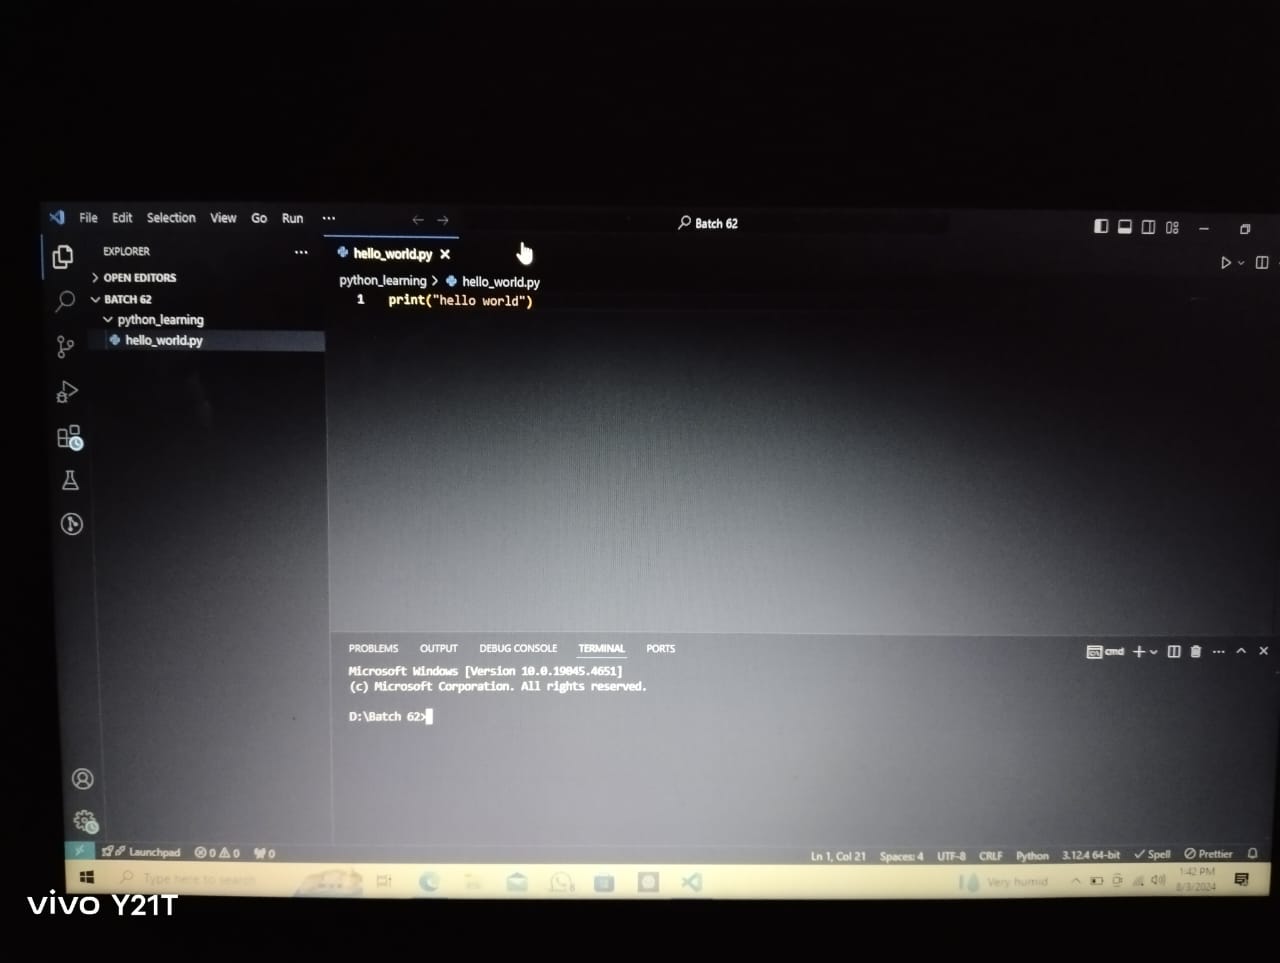 File Edit Selection View Go Run ...
Batch 62
EXPLORER ...
OPEN EDITORS
BATCH 62
python_learning
hello_world.py
hello_world.py
python_learning > hello_world.py
1 print("hello world")
PROBLEMS OUTPUT DEBUG CONSOLE TERMINAL PORTS
cmd
Microsoft Windows [Version 10.0.19045.4651]
(c) Microsoft Corporation. All rights reserved.
D:\Batch 62>
Launchpad 0 0 0
Ln 1, Col 21 Spaces: 4 UTF-8 CRLF Python 3.12.4 64-bit Spell Prettier
Type here to search
Very humid
1:42 PM
8/3/2024
vivo Y21T